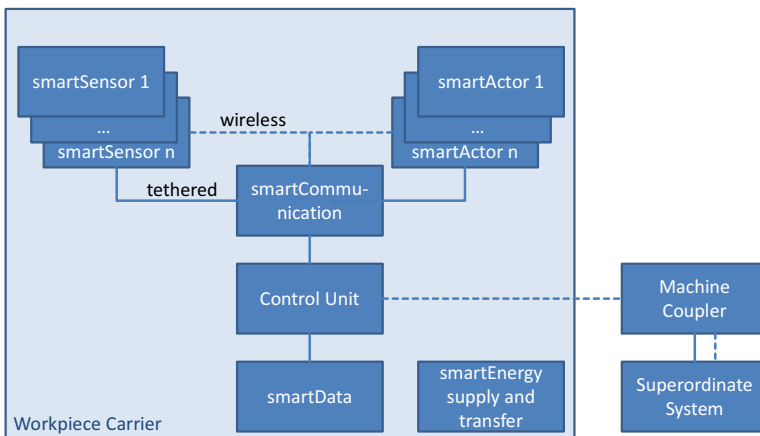 smartSensor 1
...
smartSensor n
smartActor 1
...
smartActor n
wireless
tethered
smartCommu-
nication
Control Unit
Machine
Coupler
smartData
smartEnergy
supply and
transfer
Superordinate
System
Workpiece Carrier